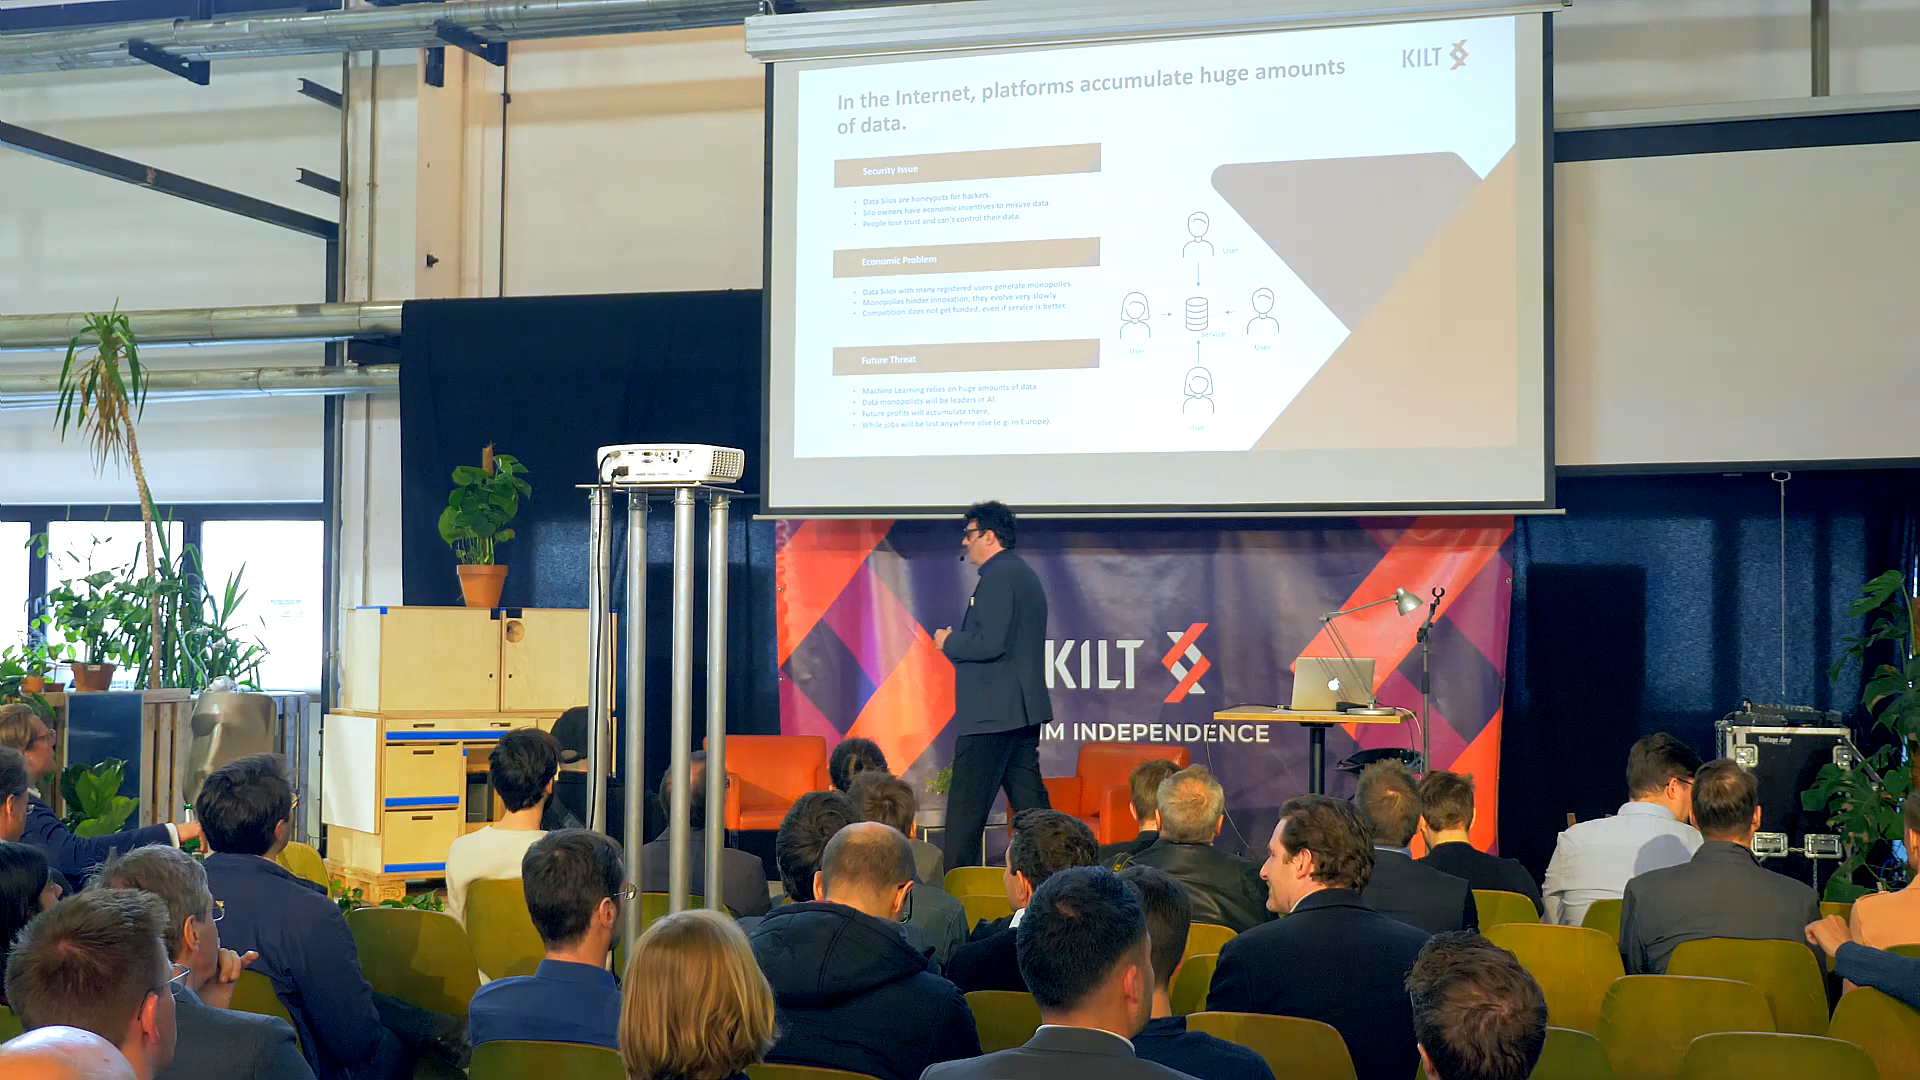 In the Internet, platforms accumulate huge amounts
of data.
KILT
Security Issue
• Data Silos are honeypots for hackers.
• Silo owners have economic incentives to misuse data.
• People lose trust and can't control their data.
Economic Problem
• Data Silos with many registered users generate monopolies.
• Monopolies hinder innovation, they evolve very slowly.
• Competition does not get funded, even if service is better.
Future Threat
• Machine Learning relies on huge amounts of data.
• Data monopolists will be leaders in AI.
• Future profits will accumulate there,
• While jobs will be lost anywhere else (e.g. in Europe).
User
User
Service
User
User
KILT
IM INDEPENDENCE
Vintage Amp